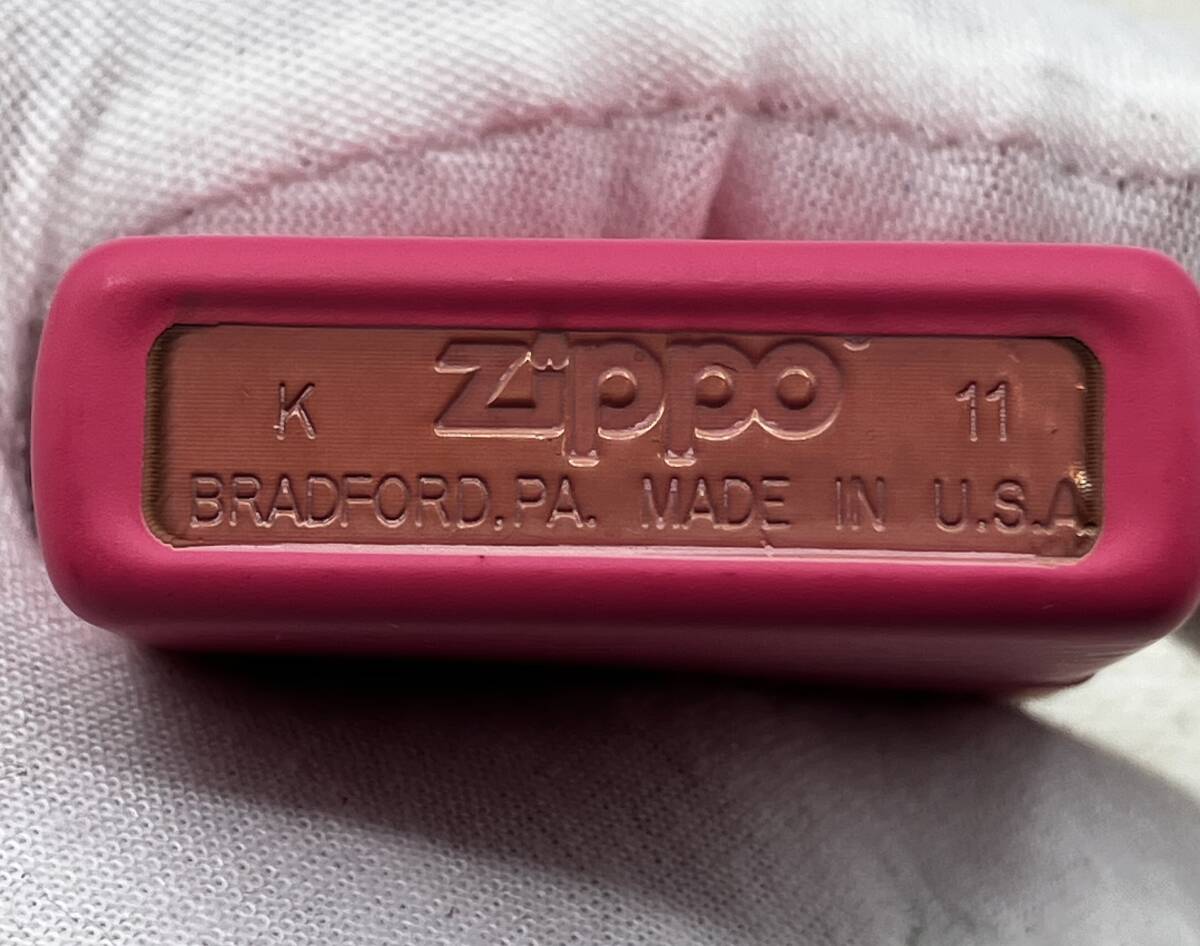 K zippo 11
BRADFORD, PA. MADE IN U.S.A.